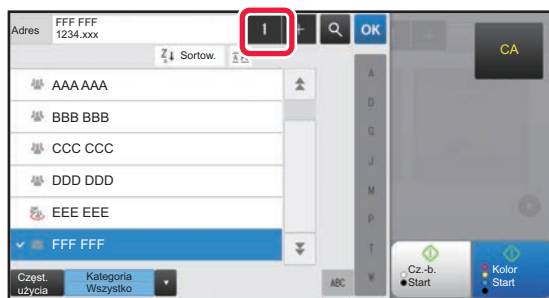 Adres
FFF FFF
1234.xxx
1
+
OK
CA
Z↓ Sortow.
AAA AAA
BBB BBB
CCC CCC
DDD DDD
EEE EEE
FFF FFF
A
D
G
J
M
P
T
W
Częst.
użycia
Kategoria
Wszystko
ABC
Cz.-b.
Start
Kolor
Start